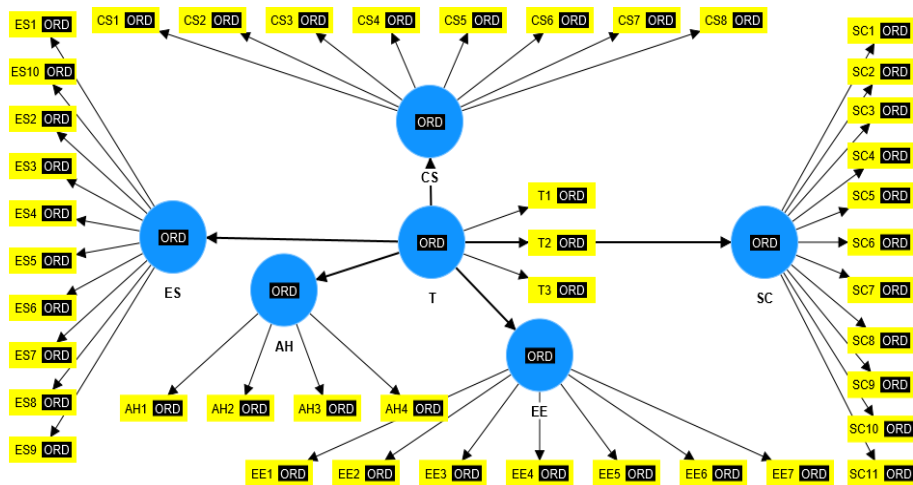 ES1 ORD
CS1 ORD
CS2 ORD
CS3 ORD
CS4 ORD
CS5 ORD
CS6 ORD
CS7 ORD
CS8 ORD
SC1 ORD
ES10 ORD
SC2 ORD
ES2 ORD
SC3 ORD
ORD
CS
ES3 ORD
SC4 ORD
T1 ORD
SC5 ORD
ES4 ORD
ORD
ES
ORD
T
T2 ORD
ORD
SC
SC6 ORD
ES5 ORD
ORD
AH
T3 ORD
SC7 ORD
ES6 ORD
SC8 ORD
ES7 ORD
ORD
EE
SC9 ORD
ES8 ORD
AH1 ORD
AH2 ORD
AH3 ORD
AH4 ORD
SC10 ORD
ES9 ORD
EE1 ORD
EE2 ORD
EE3 ORD
EE4 ORD
EE5 ORD
EE6 ORD
EE7 ORD
SC11 ORD